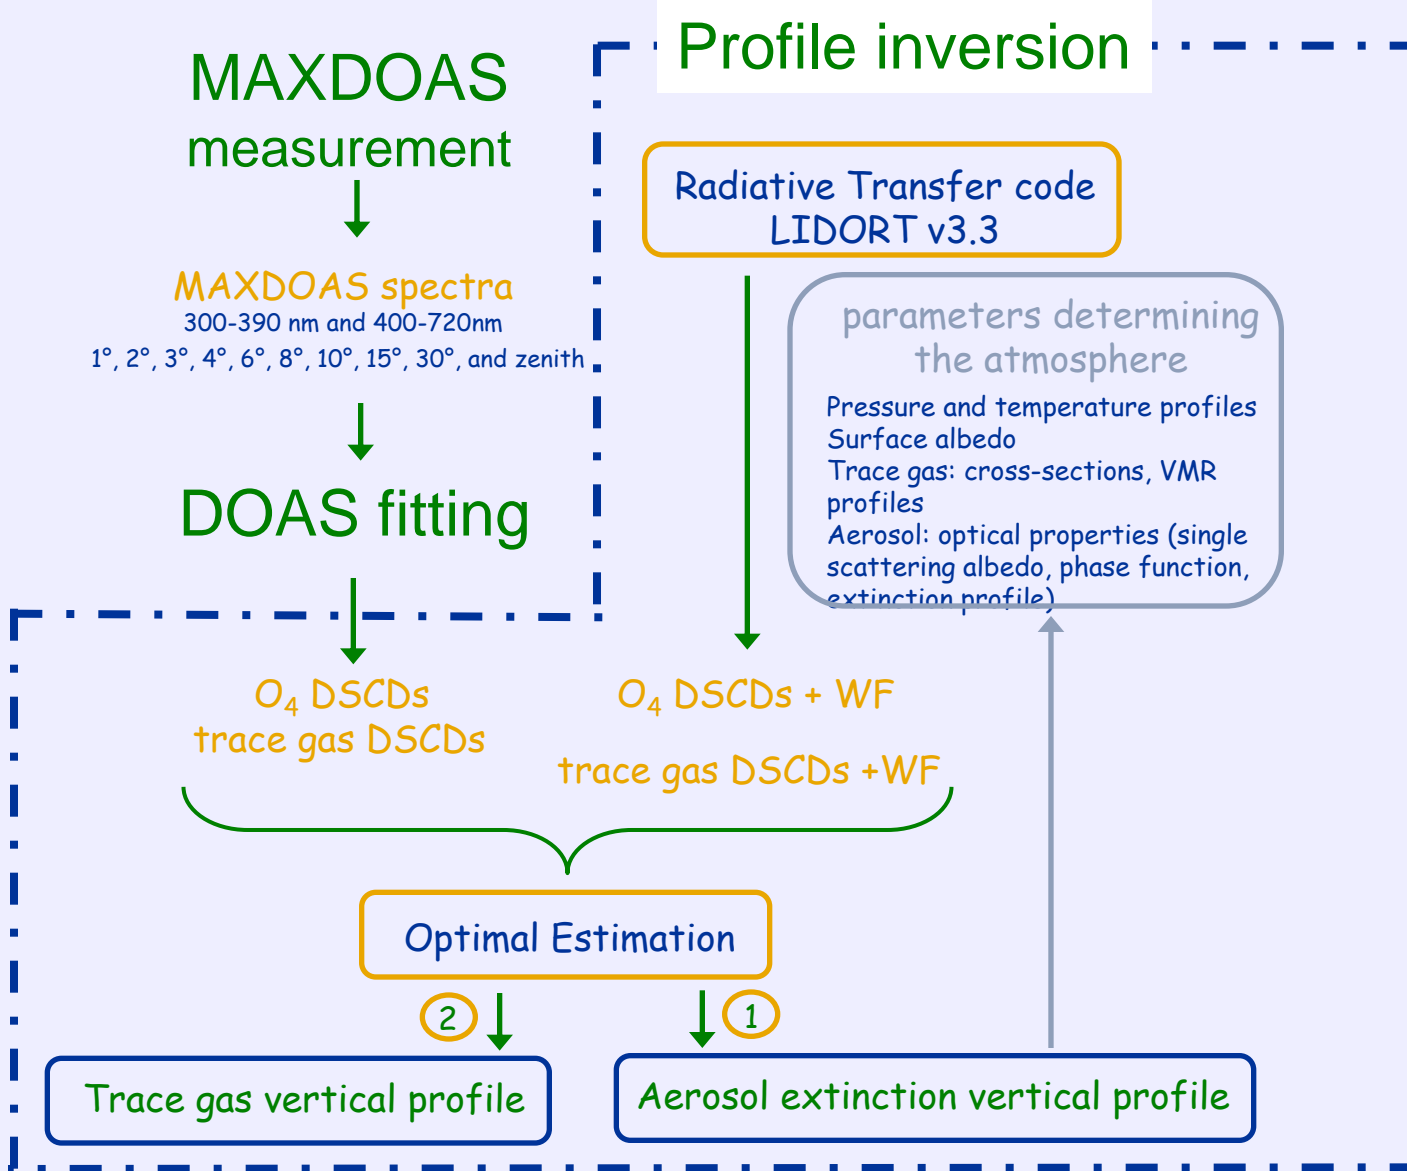 MAXDOAS
measurement
MAXDOAS spectra
300-390 nm and 400-720nm
1°, 2°, 3°, 4°, 6°, 8°, 10°, 15°, 30°, and zenith
DOAS fitting
O₄ DSCDs
trace gas DSCDs
Profile inversion
Radiative Transfer code
LIDORT v3.3
parameters determining
the atmosphere
Pressure and temperature profiles
Surface albedo
Trace gas: cross-sections, VMR
profiles
Aerosol: optical properties (single
scattering albedo, phase function,
extinction profile)
O₄ DSCDs + WF
trace gas DSCDs +WF
Optimal Estimation
2
1
Trace gas vertical profile
Aerosol extinction vertical profile